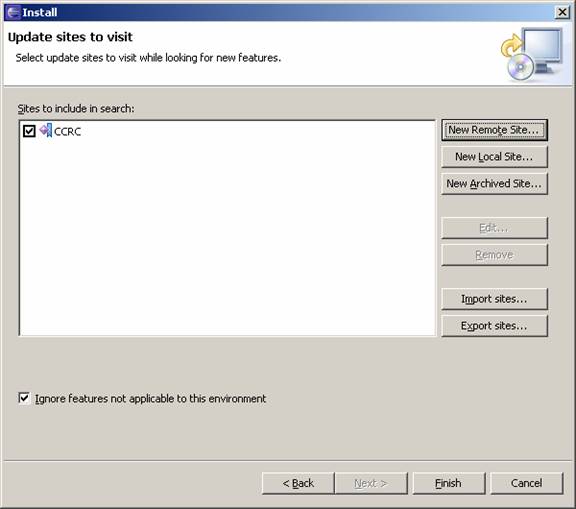 Install
Update sites to visit
Select update sites to visit while looking for new features.
Sites to include in search:
CCRC
New Remote Site...
New Local Site...
New Archived Site...
Edit...
Remove
Import sites...
Export sites...
Ignore features not applicable to this environment
< Back
Next >
Finish
Cancel